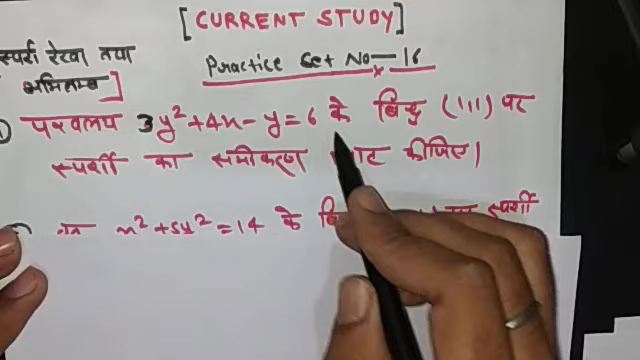 [CURRENT STUDY]
स्पर्श रेखा तथा
अभिलम्ब]
Practice Set No - 16
परवलय 3y² + 4x - y = 6 के बिन्दु (1,1) पर
स्पर्शी का समीकरण कीजिए।
x² + 5y² = 14 के स्पर्शी